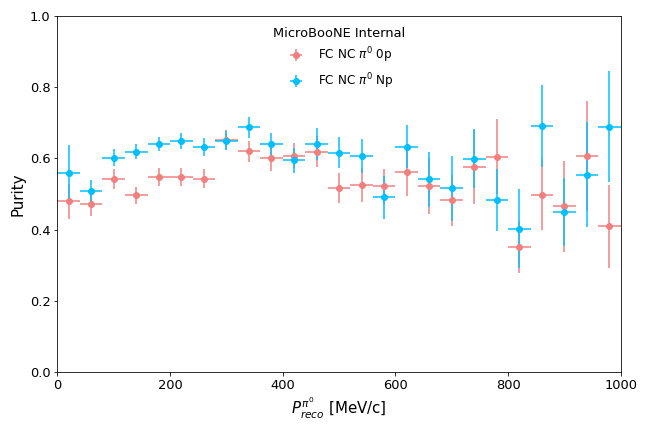 MicroBooNE Internal
FC NC π⁰ 0p
FC NC π⁰ Np
Purity
1.0
0.8
0.6
0.4
0.2
0.0
0 200 400 600 800 1000
P^{π⁰}_{reco} [MeV/c]